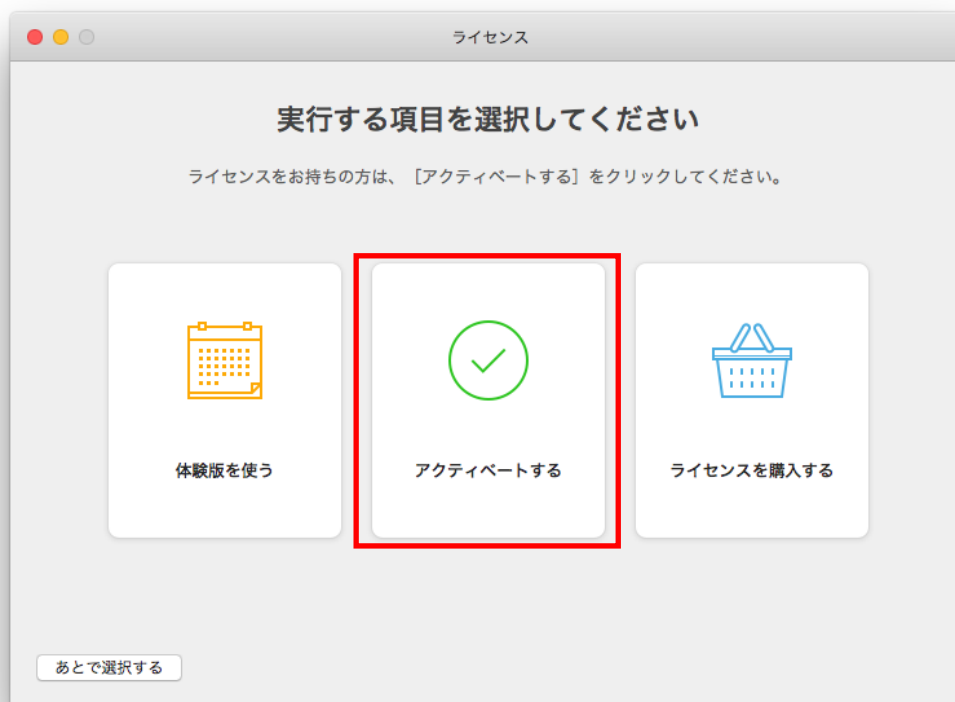 ライセンス
実行する項目を選択してください
ライセンスをお持ちの方は、［アクティベートする］をクリックしてください。
体験版を使う
アクティベートする
ライセンスを購入する
あとで選択する